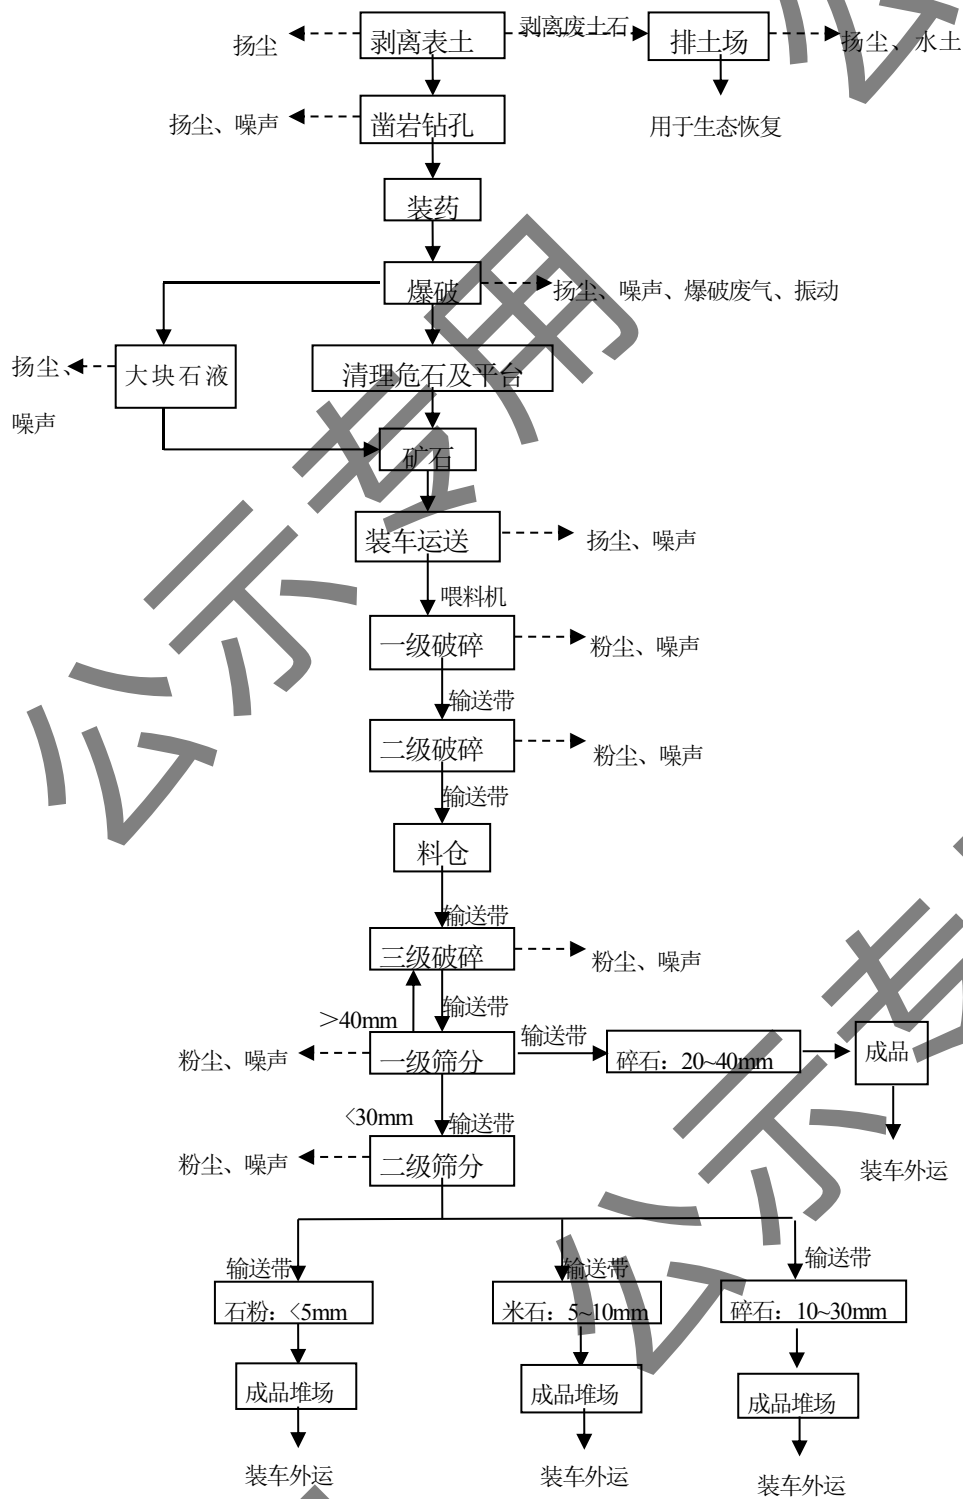 扬尘
剥离表土
剥离废土石
排土场
扬尘、水土
扬尘、噪声
凿岩钻孔
用于生态恢复
装药
爆破
扬尘、噪声、爆破废气、振动
扬尘、
噪声
大块石液
清理危石及平台
矿石
装车运送
扬尘、噪声
喂料机
一级破碎
粉尘、噪声
输送带
二级破碎
粉尘、噪声
输送带
料仓
输送带
三级破碎
粉尘、噪声
>40mm
输送带
粉尘、噪声
一级筛分
输送带
碎石：20~40mm
成品
<30mm
输送带
粉尘、噪声
二级筛分
装车外运
输送带
输送带
输送带
石粉：<5mm
米石：5~10mm
碎石：10~30mm
成品堆场
成品堆场
成品堆场
装车外运
装车外运
装车外运
公示专用
公示专